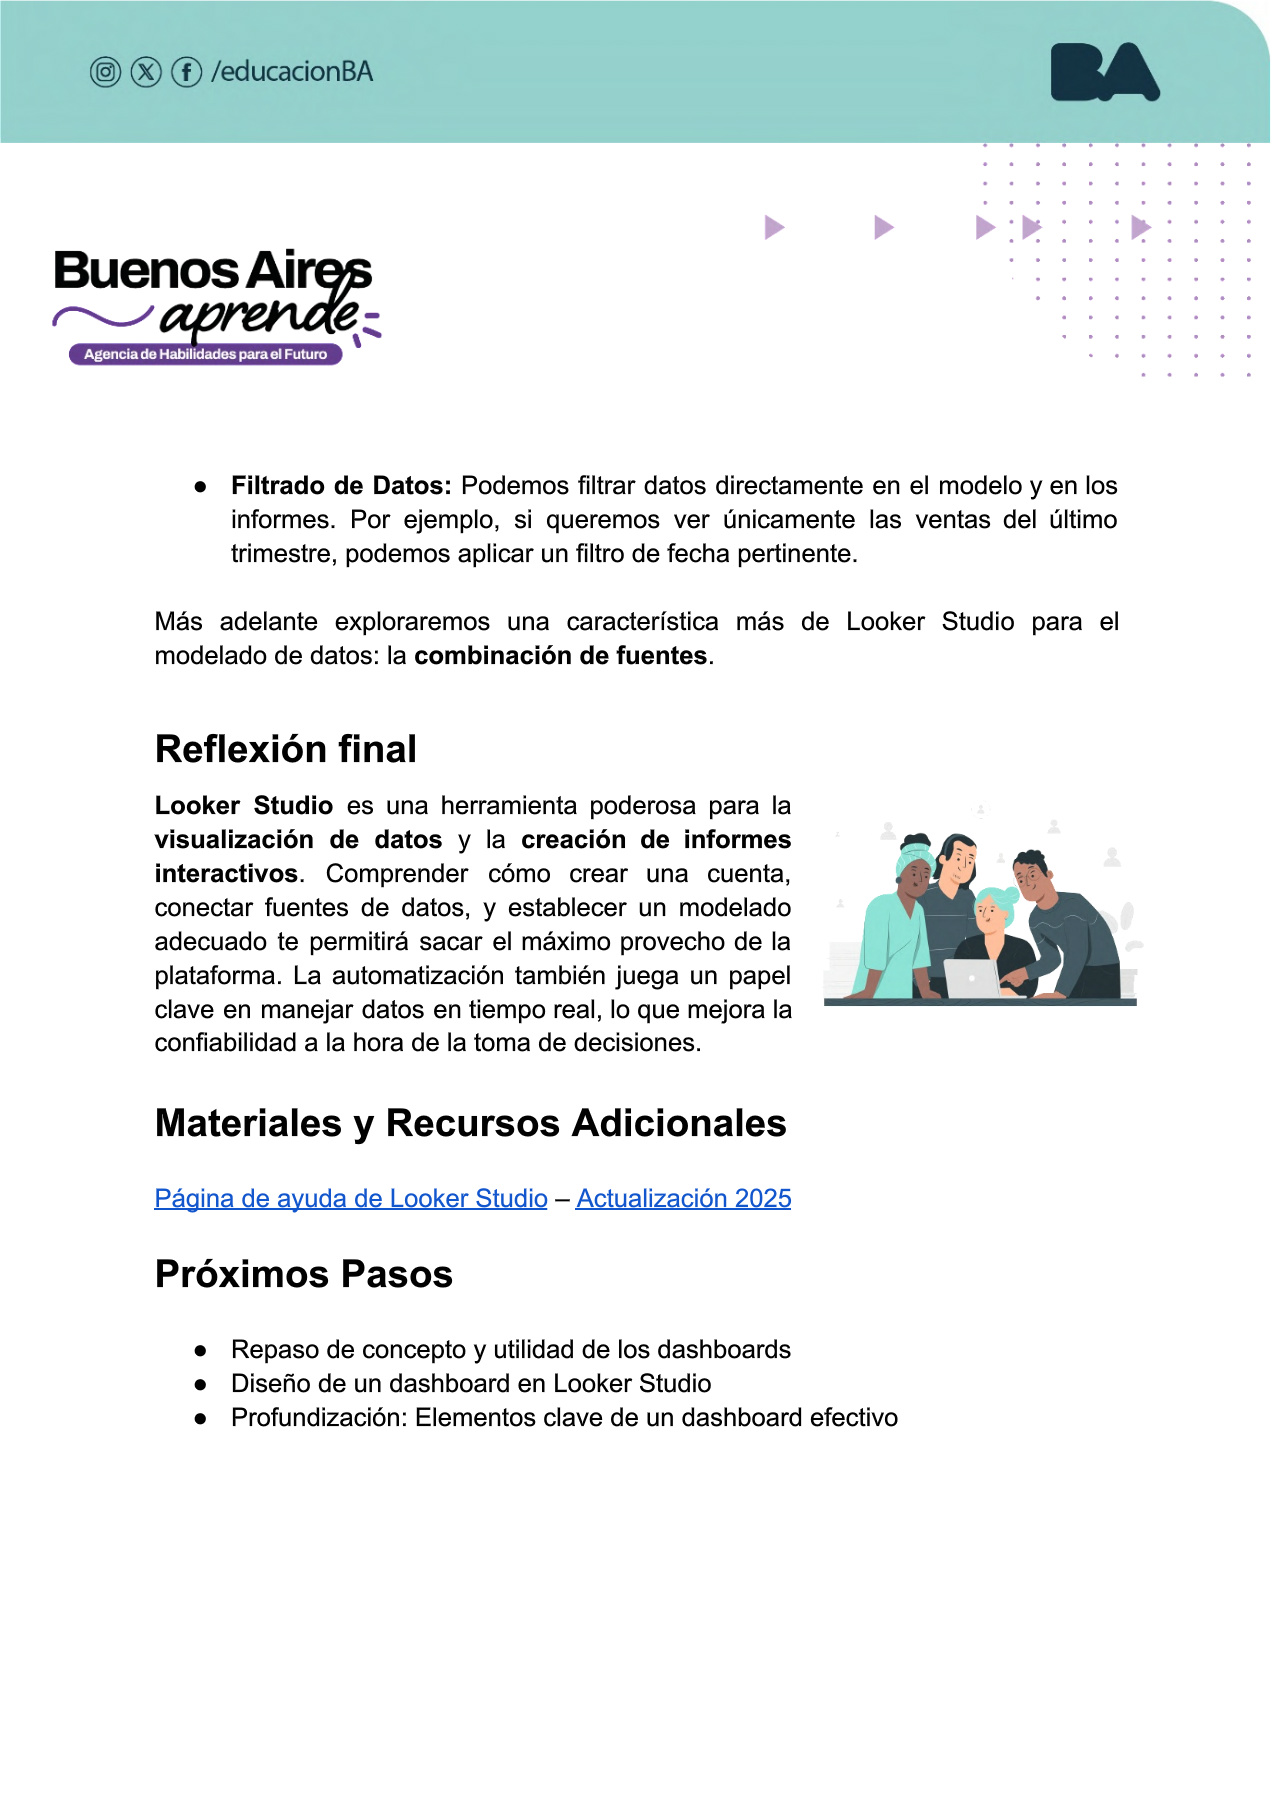 /educacionBA
BA
Buenos Aires
aprende
Agencia de Habilidades para el Futuro
● Filtrado de Datos: Podemos filtrar datos directamente en el modelo y en los
informes. Por ejemplo, si queremos ver únicamente las ventas del último
trimestre, podemos aplicar un filtro de fecha pertinente.
Más adelante exploraremos una característica más de Looker Studio para el
modelado de datos: la combinación de fuentes.
Reflexión final
Looker Studio es una herramienta poderosa para la
visualización de datos y la creación de informes
interactivos. Comprender cómo crear una cuenta,
conectar fuentes de datos, y establecer un modelado
adecuado te permitirá sacar el máximo provecho de la
plataforma. La automatización también juega un papel
clave en manejar datos en tiempo real, lo que mejora la
confiabilidad a la hora de la toma de decisiones.
Materiales y Recursos Adicionales
Página de ayuda de Looker Studio – Actualización 2025
Próximos Pasos
● Repaso de concepto y utilidad de los dashboards
● Diseño de un dashboard en Looker Studio
● Profundización: Elementos clave de un dashboard efectivo